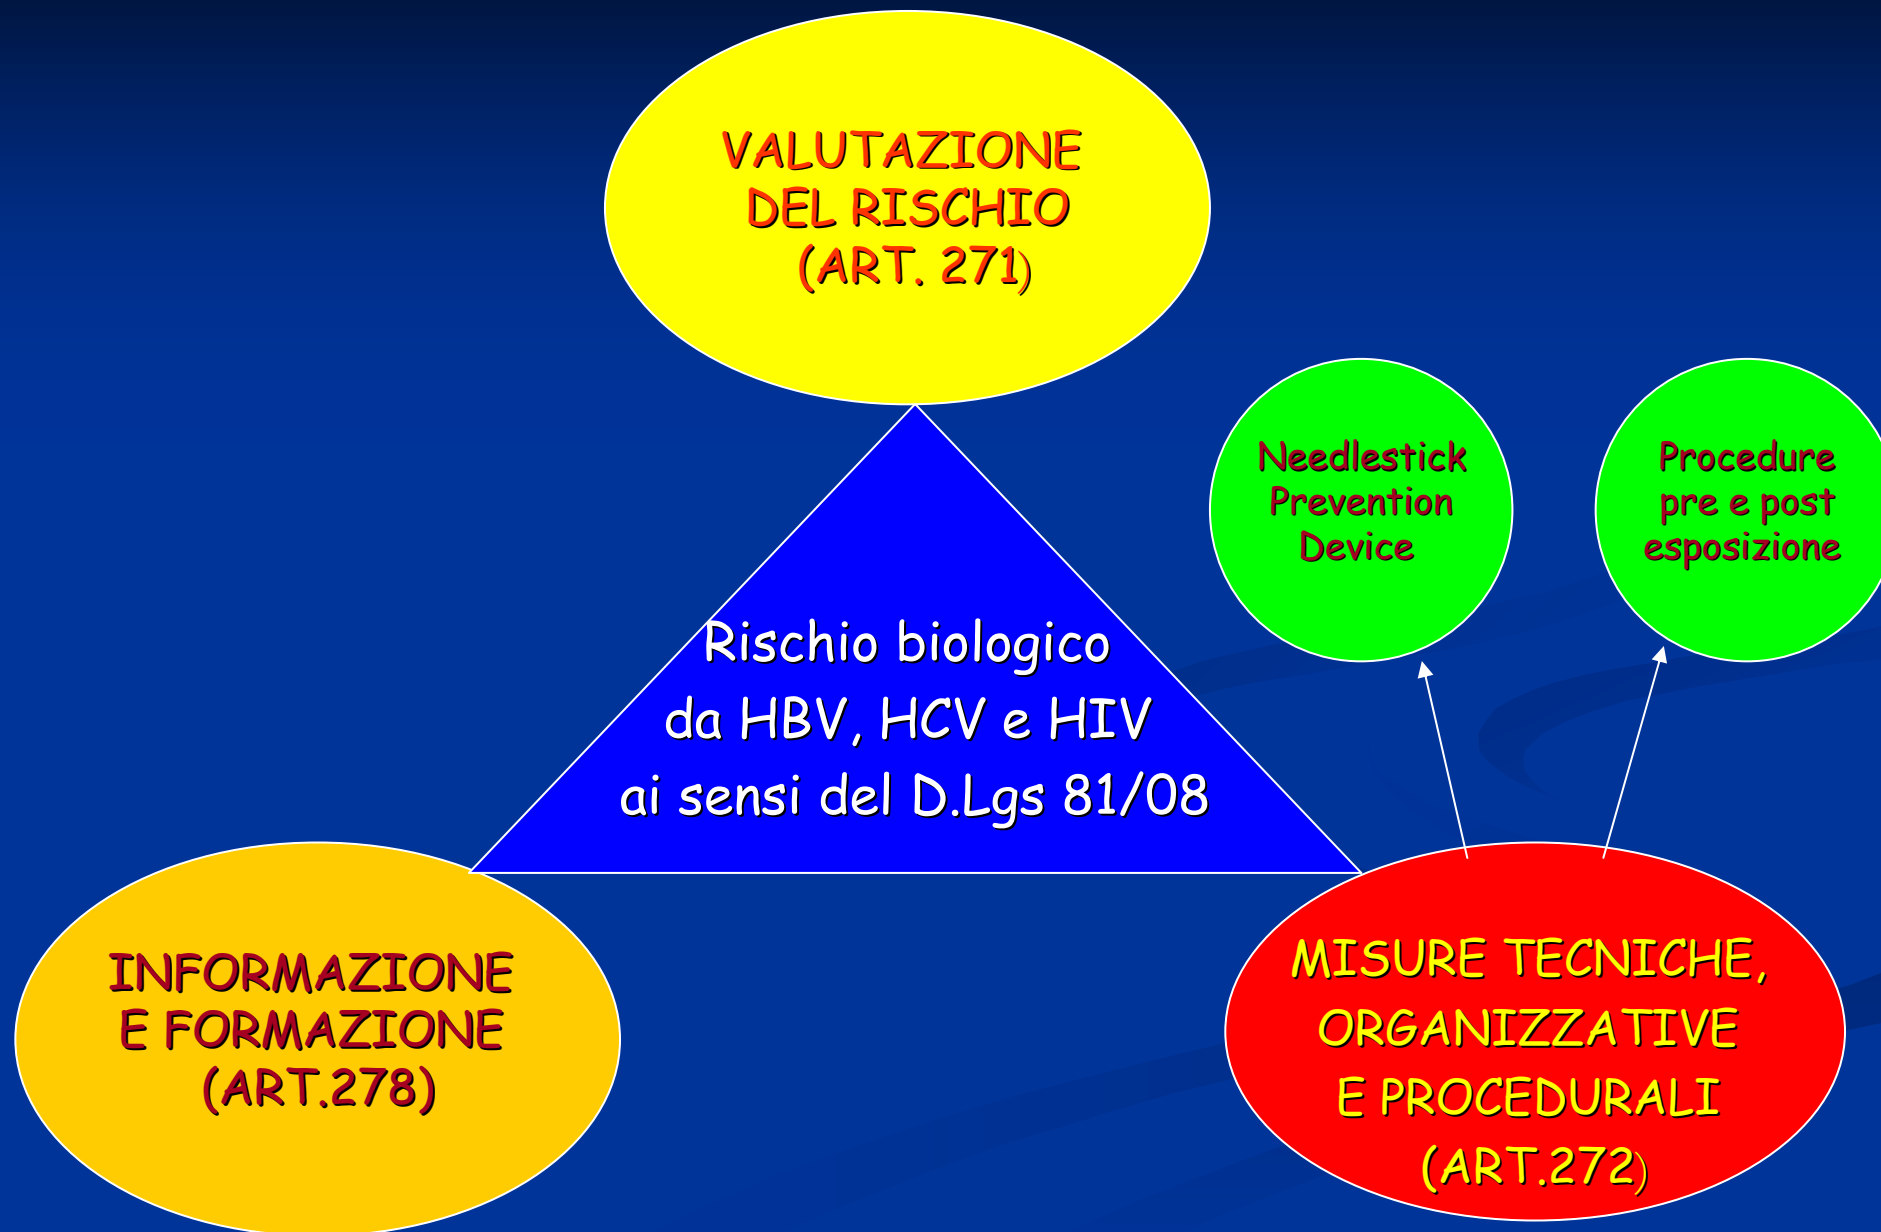 VALUTAZIONE
DEL RISCHIO
(ART. 271)
Needlestick
Prevention
Device
Procedure
pre e post
esposizione
Rischio biologico
da HBV, HCV e HIV
ai sensi del D.Lgs 81/08
INFORMAZIONE
E FORMAZIONE
(ART.278)
MISURE TECNICHE,
ORGANIZZATIVE
E PROCEDURALI
(ART.272)